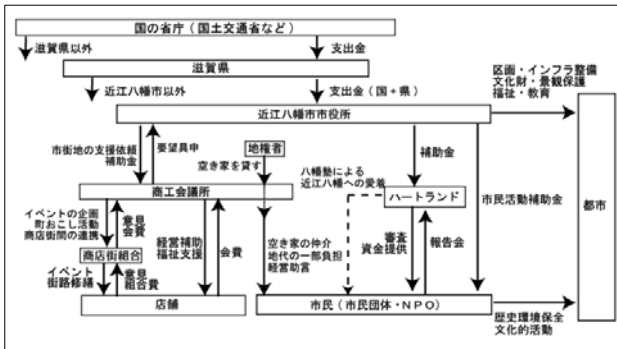 国の省庁（国土交通省など）
滋賀県以外
支出金
滋賀県
近江八幡市以外
支出金（国＋県）
区画・インフラ整備
文化財・景観保護
福祉・教育
近江八幡市市役所
市街地の支援依頼
補助金
要望具申
地権者
空き家を貸す
八幡塾による
近江八幡への愛着
補助金
商工会議所
ハートランド
市民活動補助金
都市
イベントの企画
町おこし活動
商店街間の連携
意見
会費
経営補助
福祉支援
会費
空き家の仲介
地代の一部負担
経営助言
審査
資金提供
報告会
商店街組合
イベント
街路修繕
意見
組合費
店舗
市民（市民団体・ＮＰＯ）
歴史環境保全
文化的活動